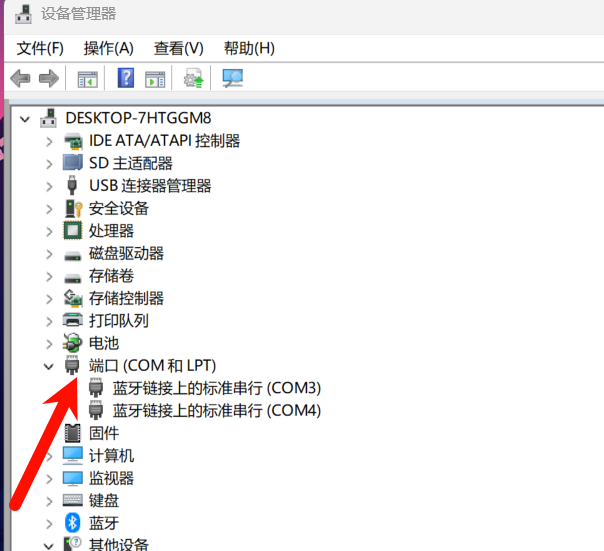 设备管理器
文件(F) 操作(A) 查看(V) 帮助(H)
DESKTOP-7HTGGM8
IDE ATA/ATAPI 控制器
SD 主适配器
USB 连接器管理器
安全设备
处理器
磁盘驱动器
存储卷
存储控制器
打印队列
电池
端口 (COM 和 LPT)
蓝牙链接上的标准串行 (COM3)
蓝牙链接上的标准串行 (COM4)
固件
计算机
监视器
键盘
蓝牙
其他设备